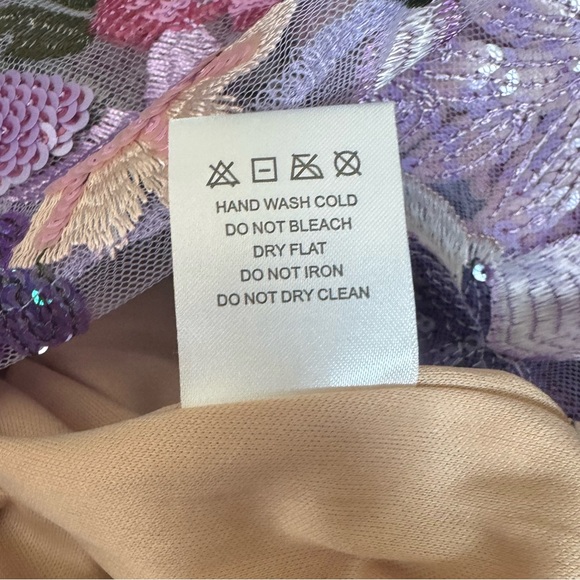 HAND WASH COLD
DO NOT BLEACH
DRY FLAT
DO NOT IRON
DO NOT DRY CLEAN